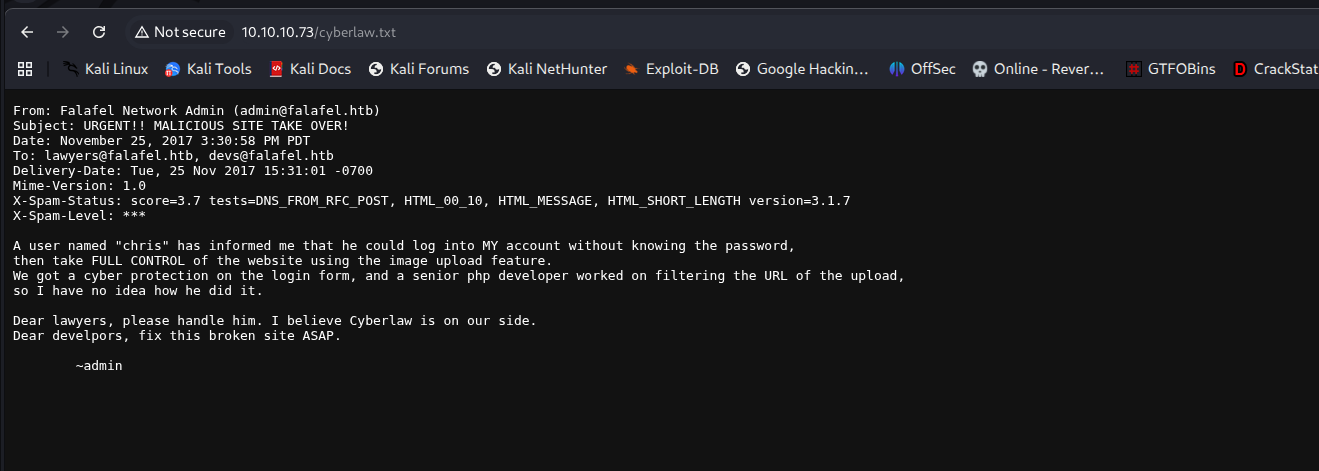 Not secure 10.10.10.73/cyberlaw.txt
Kali Linux Kali Tools Kali Docs Kali Forums Kali NetHunter Exploit-DB Google Hackin... OffSec Online - Rever... GTFOBins CrackStat
From: Falafel Network Admin (admin@falafel.htb)
Subject: URGENT!! MALICIOUS SITE TAKE OVER!
Date: November 25, 2017 3:30:58 PM PDT
To: lawyers@falafel.htb, devs@falafel.htb
Delivery-Date: Tue, 25 Nov 2017 15:31:01 -0700
Mime-Version: 1.0
X-Spam-Status: score=3.7 tests=DNS_FROM_RFC_POST, HTML_00_10, HTML_MESSAGE, HTML_SHORT_LENGTH version=3.1.7
X-Spam-Level: ***
A user named "chris" has informed me that he could log into MY account without knowing the password,
then take FULL CONTROL of the website using the image upload feature.
We got a cyber protection on the login form, and a senior php developer worked on filtering the URL of the upload,
so I have no idea how he did it.
Dear lawyers, please handle him. I believe Cyberlaw is on our side.
Dear develpors, fix this broken site ASAP.
~admin